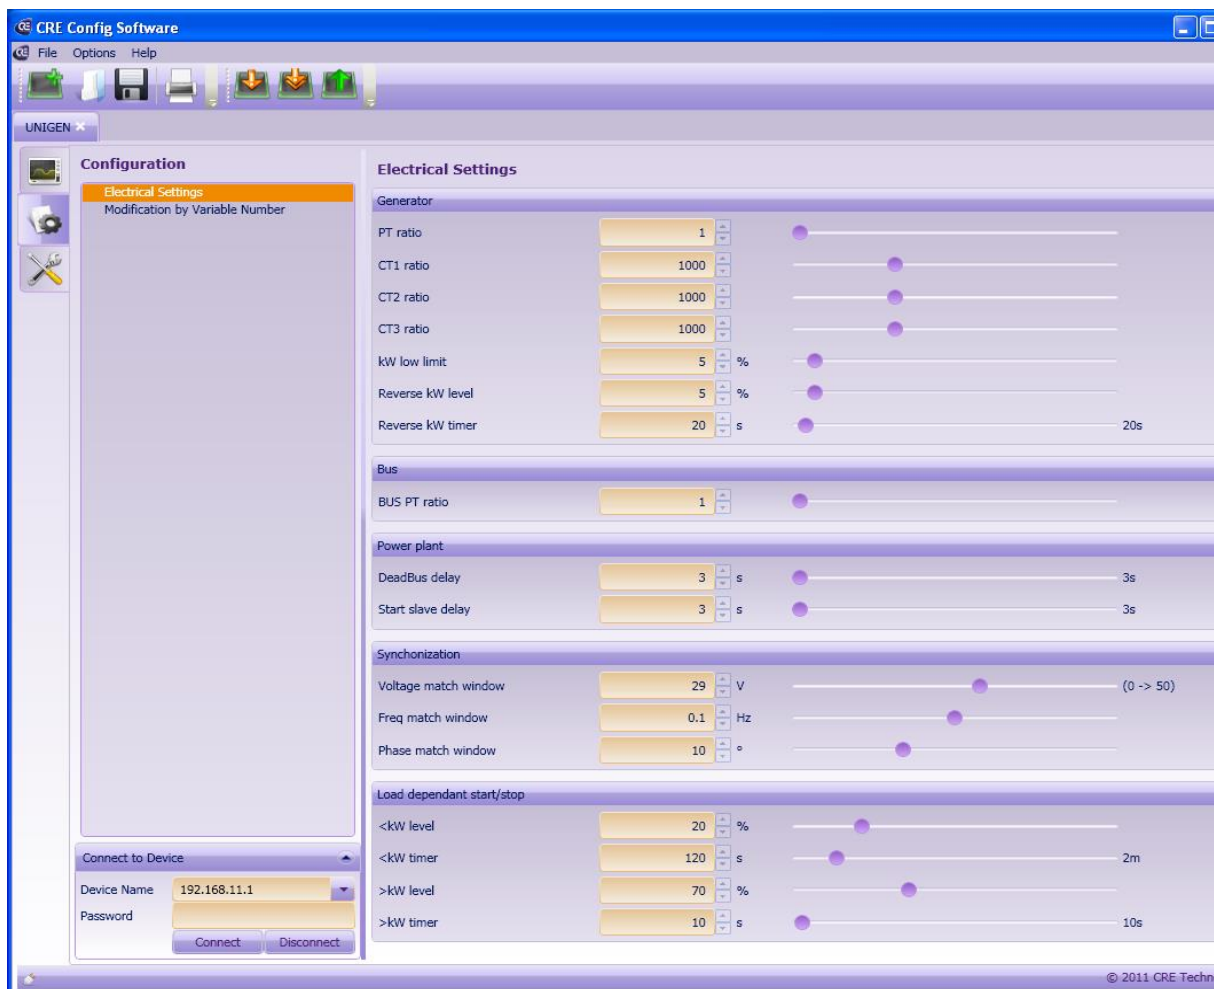 CRE Config Software
File Options Help
UNIGEN
Configuration
Electrical Settings
Modification by Variable Number
Electrical Settings
Generator
PT ratio 1
CT1 ratio 1000
CT2 ratio 1000
CT3 ratio 1000
kW low limit 5 %
Reverse kW level 5 %
Reverse kW timer 20 s 20s
Bus
BUS PT ratio 1
Power plant
DeadBus delay 3 s 3s
Start slave delay 3 s 3s
Synchonization
Voltage match window 29 V (0 -> 50)
Freq match window 0.1 Hz
Phase match window 10 °
Load dependant start/stop
<kW level 20 %
<kW timer 120 s 2m
>kW level 70 %
>kW timer 10 s 10s
Connect to Device
Device Name 192.168.11.1
Password
Connect Disconnect
© 2011 CRE Techn